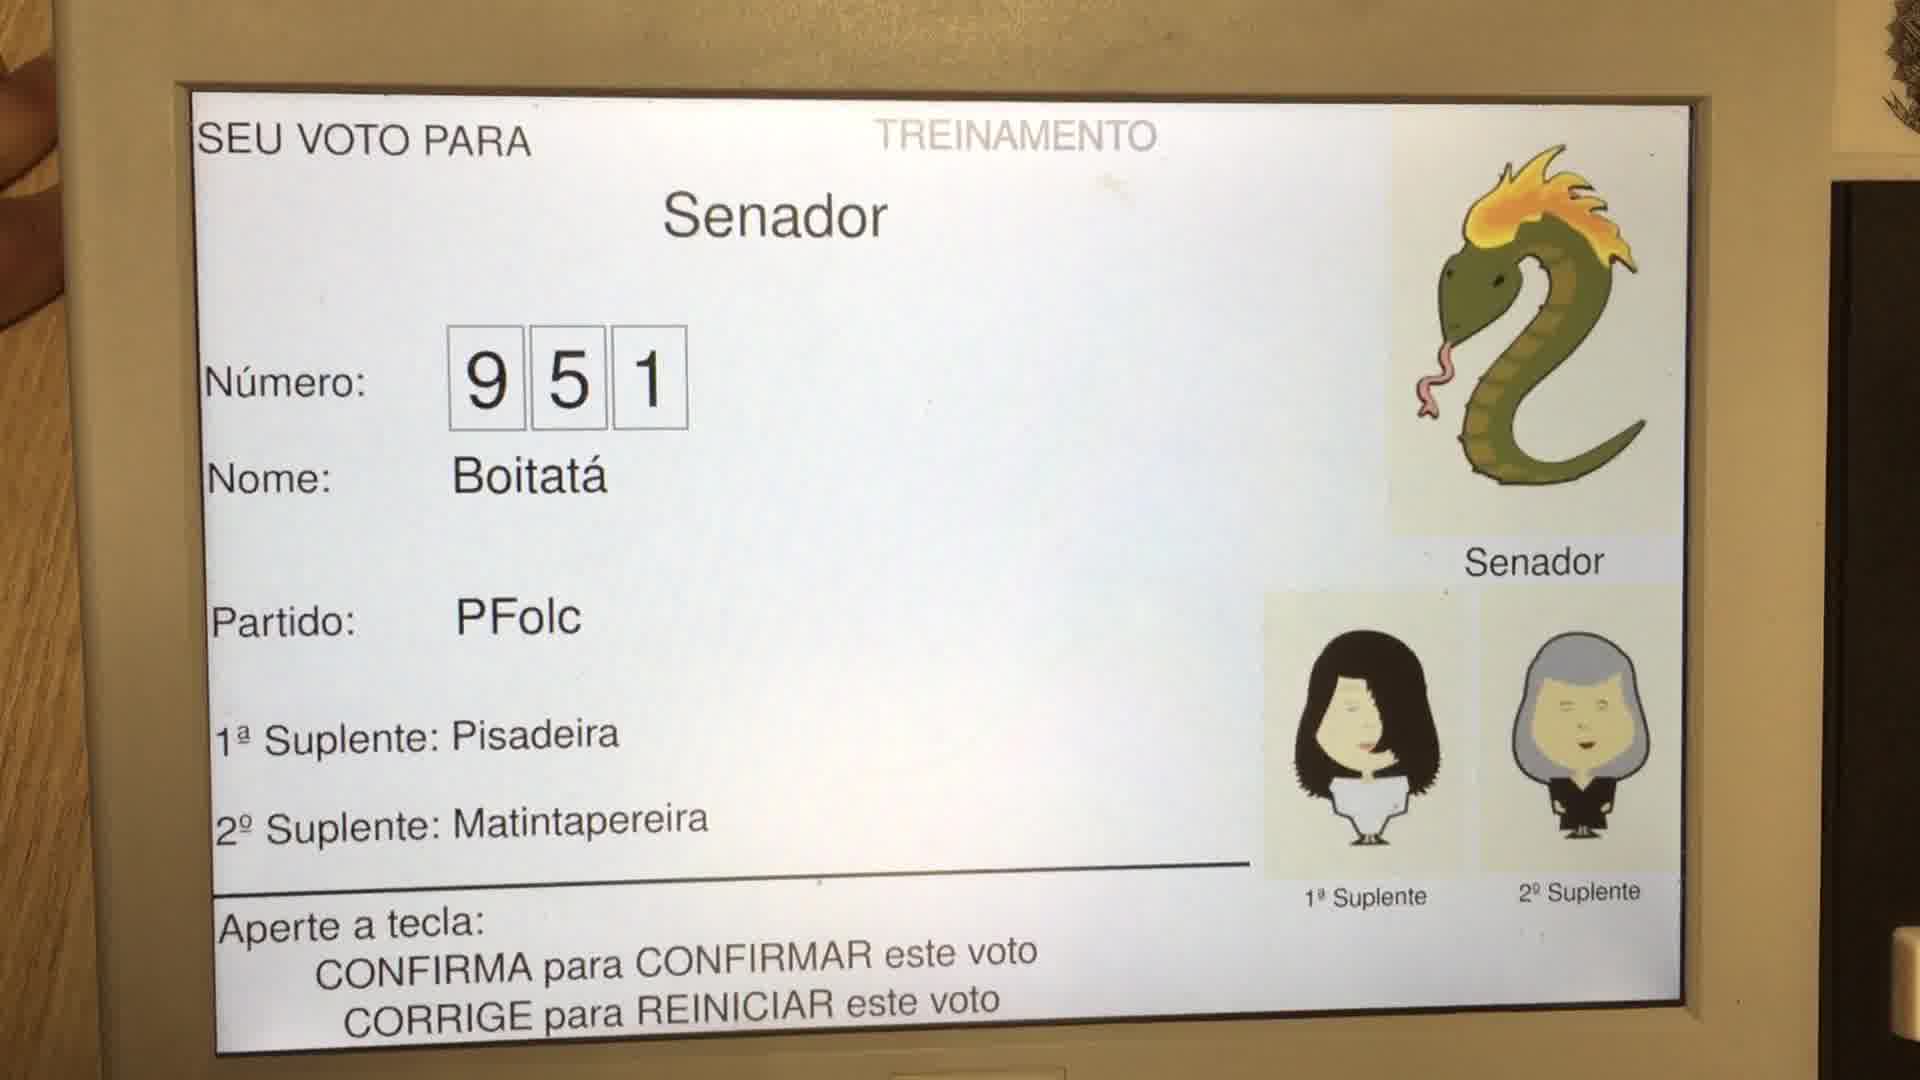 SEU VOTO PARA
TREINAMENTO
Senador
Número: 9 5 1
Nome: Boitatá
Partido: PFolc
1ª Suplente: Pisadeira
2º Suplente: Matintapereira
Senador
1ª Suplente
2º Suplente
Aperte a tecla:
CONFIRMA para CONFIRMAR este voto
CORRIGE para REINICIAR este voto